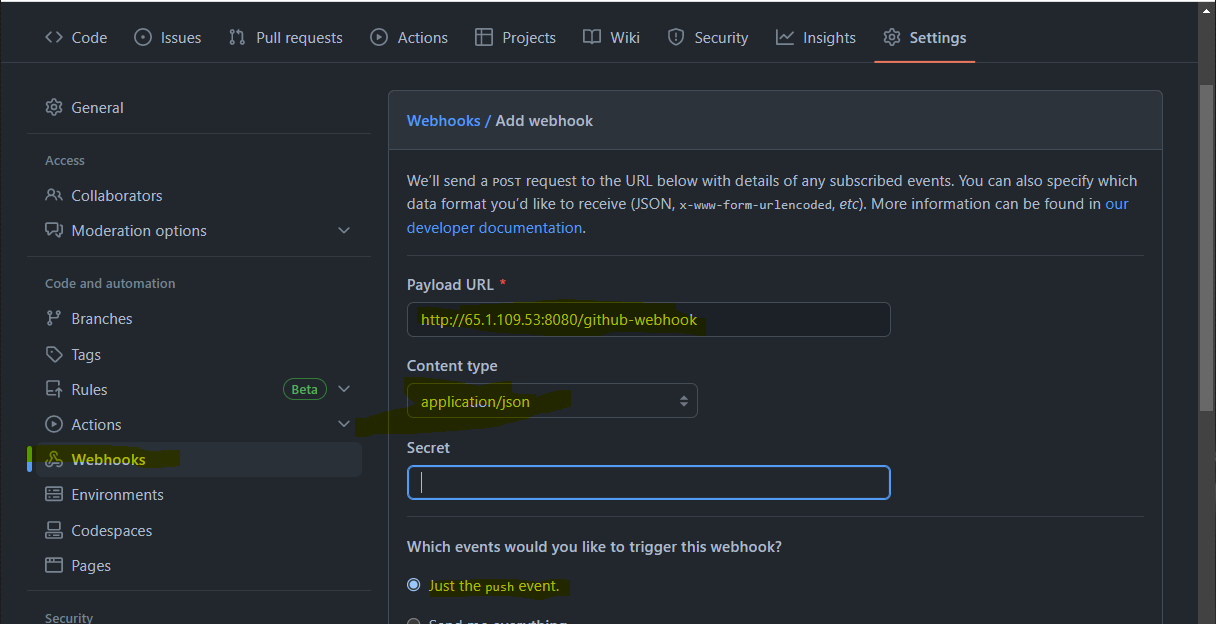 Code Issues Pull requests Actions Projects Wiki Security Insights Settings
General
Access
Collaborators
Moderation options
Code and automation
Branches
Tags
Rules Beta
Actions
Webhooks
Environments
Codespaces
Pages
Security
Webhooks / Add webhook
We'll send a POST request to the URL below with details of any subscribed events. You can also specify which
data format you'd like to receive (JSON, x-www-form-urlencoded, etc). More information can be found in our
developer documentation.
Payload URL *
http://65.1.109.53:8080/github-webhook
Content type
application/json
Secret
Which events would you like to trigger this webhook?
Just the push event.
Send me everything.